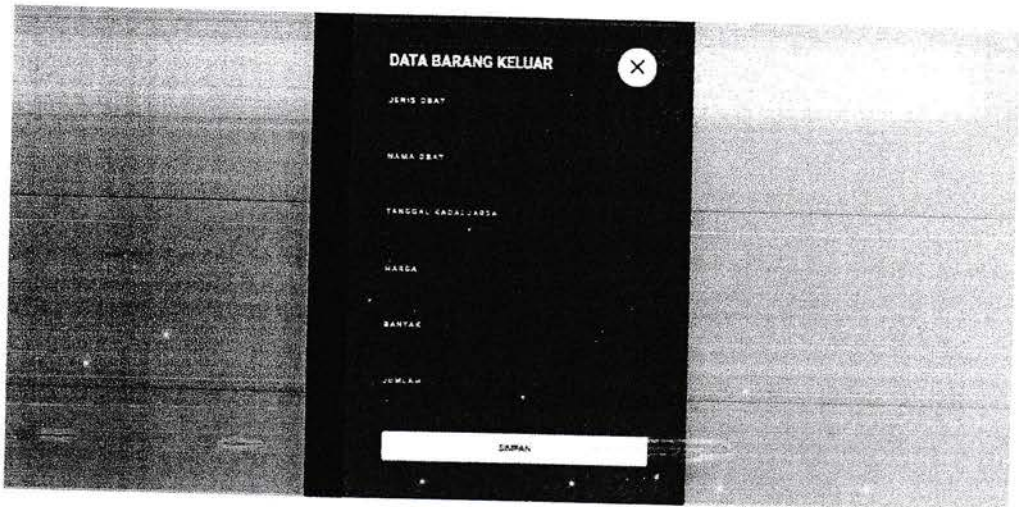 DATA BARANG KELUAR
JENIS OBAT
NAMA OBAT
TANGGAL KADALUARSA
HARGA
BANYAK
JUMLAH
SIMPAN